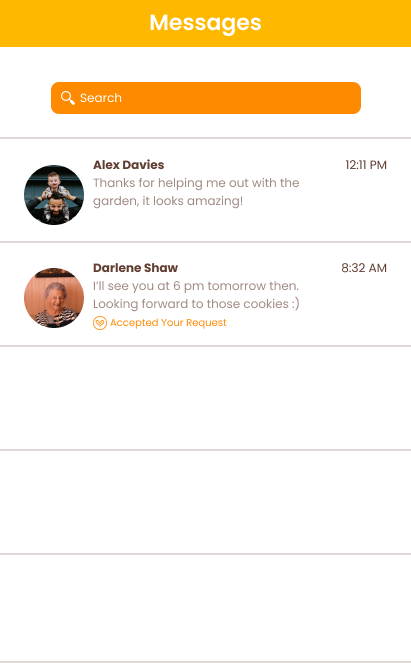 Messages
Search
Alex Davies
12:11 PM
Thanks for helping me out with the
garden, it looks amazing!
Darlene Shaw
8:32 AM
I’ll see you at 6 pm tomorrow then.
Looking forward to those cookies :)
Accepted Your Request